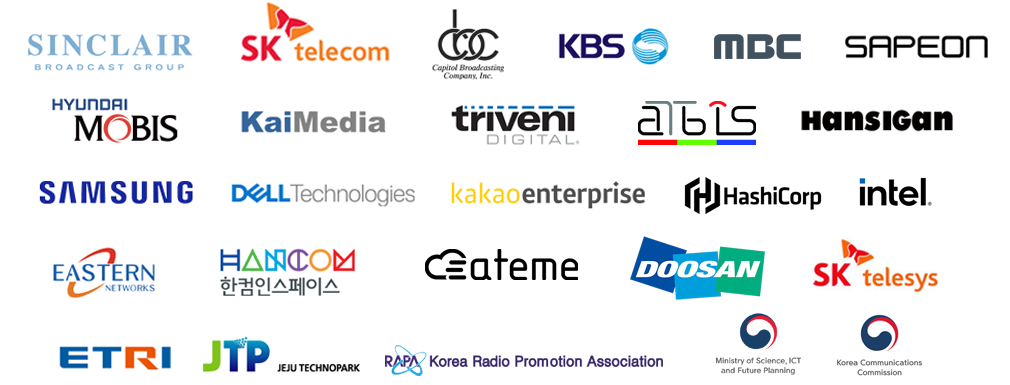 SINCLAIR
BROADCAST GROUP
SK telecom
cbc
Capitol Broadcasting
Company, Inc.
KBS
MBC
SAPEON
HYUNDAI
MOBIS
KaiMedia
triveni
DIGITAL
atbis
HANSIGAN
SAMSUNG
DELL Technologies
kakaoenterprise
HashiCorp
intel.
EASTERN
NETWORKS
HANCOM
한컴인스페이스
ateme
DOOSAN
SK telesys
ETRI
JTP JEJU TECHNOPARK
RAPA Korea Radio Promotion Association
Ministry of Science, ICT
and Future Planning
Korea Communications
Commission